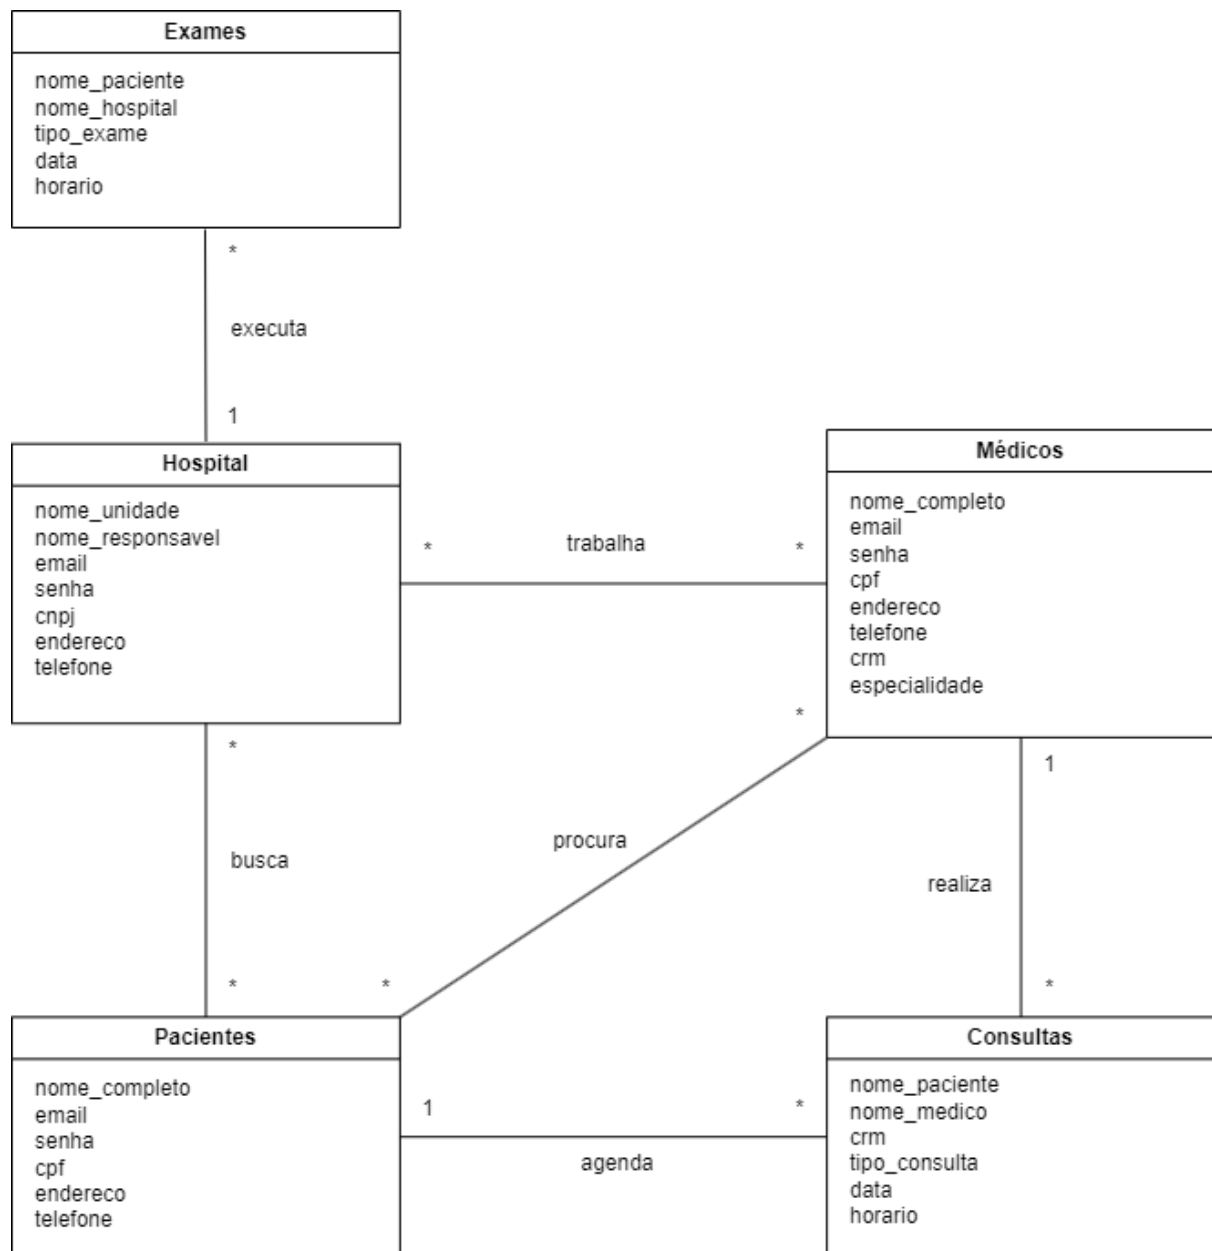 Exames
nome_paciente
nome_hospital
tipo_exame
data
horario
*
executa
1
Hospital
nome_unidade
nome_responsavel
email
senha
cnpj
endereco
telefone
*
trabalha
*
Médicos
nome_completo
email
senha
cpf
endereco
telefone
crm
especialidade
*
*
1
busca
procura
realiza
*
*
*
Pacientes
nome_completo
email
senha
cpf
endereco
telefone
1
*
agenda
Consultas
nome_paciente
nome_medico
crm
tipo_consulta
data
horario